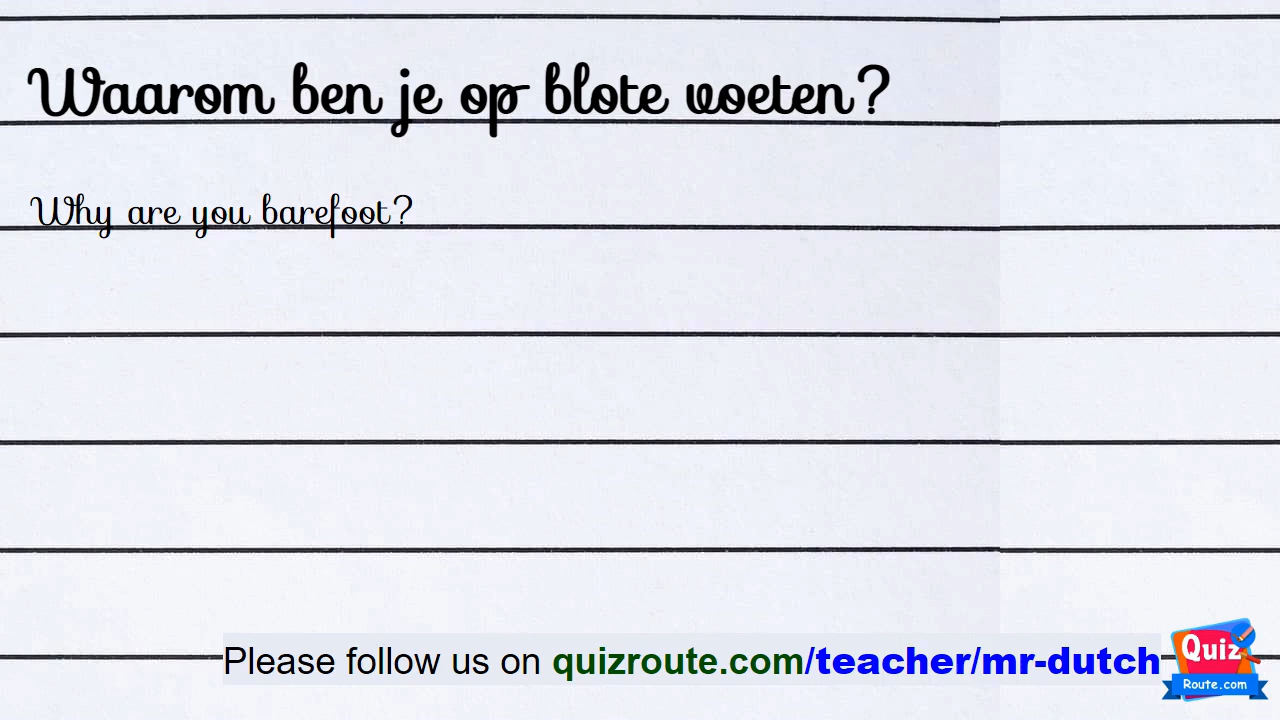 Waarom ben je op blote voeten?
Why are you barefoot?
Please follow us on quizroute.com/teacher/mr-dutch
Quiz
Route.com